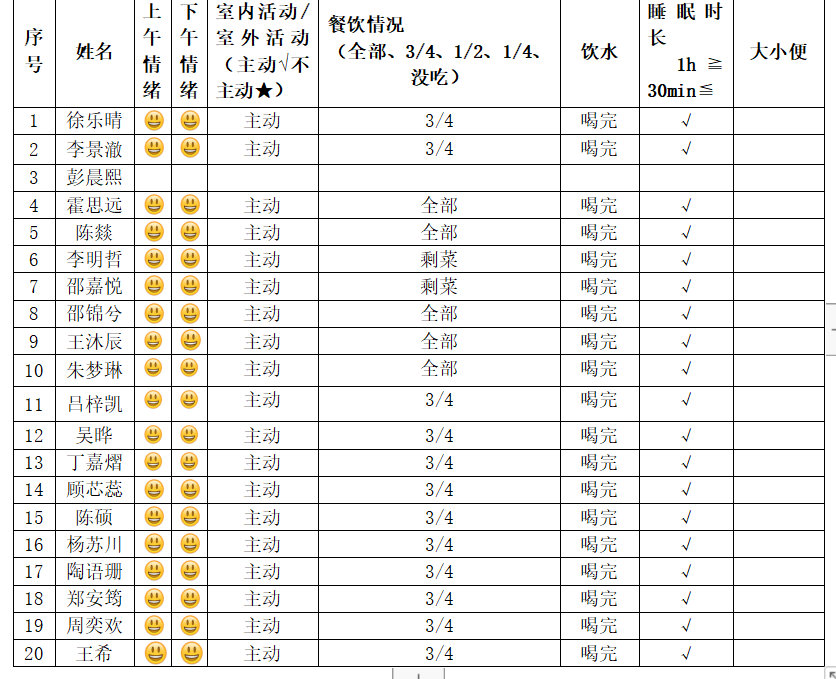 序号 姓名 上午情绪 下午情绪 室内活动/室外活动（主动√不主动★） 餐饮情况（全部、3/4、1/2、1/4、没吃） 饮水 睡眠时长 1h ≧ 30min≦ 大小便
1 徐乐晴 😃 😃 主动 3/4 喝完 √
2 李景澈 😃 😃 主动 3/4 喝完 √
3 彭晨熙
4 霍思远 😃 😃 主动 全部 喝完 √
5 陈燚 😃 😃 主动 全部 喝完 √
6 李明哲 😃 😃 主动 剩菜 喝完 √
7 邵嘉悦 😃 😃 主动 剩菜 喝完 √
8 邵锦兮 😃 😃 主动 全部 喝完 √
9 王沐辰 😃 😃 主动 全部 喝完 √
10 朱梦琳 😃 😃 主动 全部 喝完 √
11 吕梓凯 😃 😃 主动 3/4 喝完 √
12 吴晔 😃 😃 主动 3/4 喝完 √
13 丁嘉熠 😃 😃 主动 3/4 喝完 √
14 顾芯蕊 😃 😃 主动 3/4 喝完 √
15 陈硕 😃 😃 主动 3/4 喝完 √
16 杨苏川 😃 😃 主动 3/4 喝完 √
17 陶语珊 😃 😃 主动 3/4 喝完 √
18 郑安筠 😃 😃 主动 3/4 喝完 √
19 周奕欢 😃 😃 主动 3/4 喝完 √
20 王希 😃 😃 主动 3/4 喝完 √